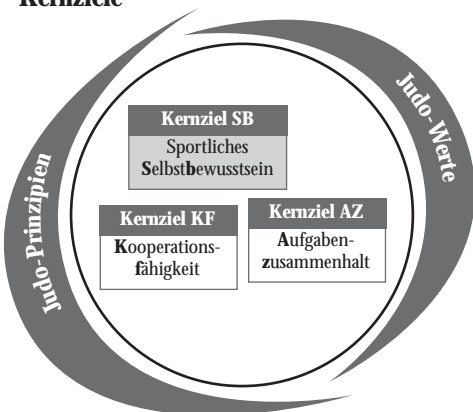 Kernziele
Judo-Werte
Kernziel SB
Sportliches
Selbstbewusstsein
Judo-Prinzipien
Kernziel KF
Kooperations-
fähigkeit
Kernziel AZ
Aufgaben-
zusammenhalt